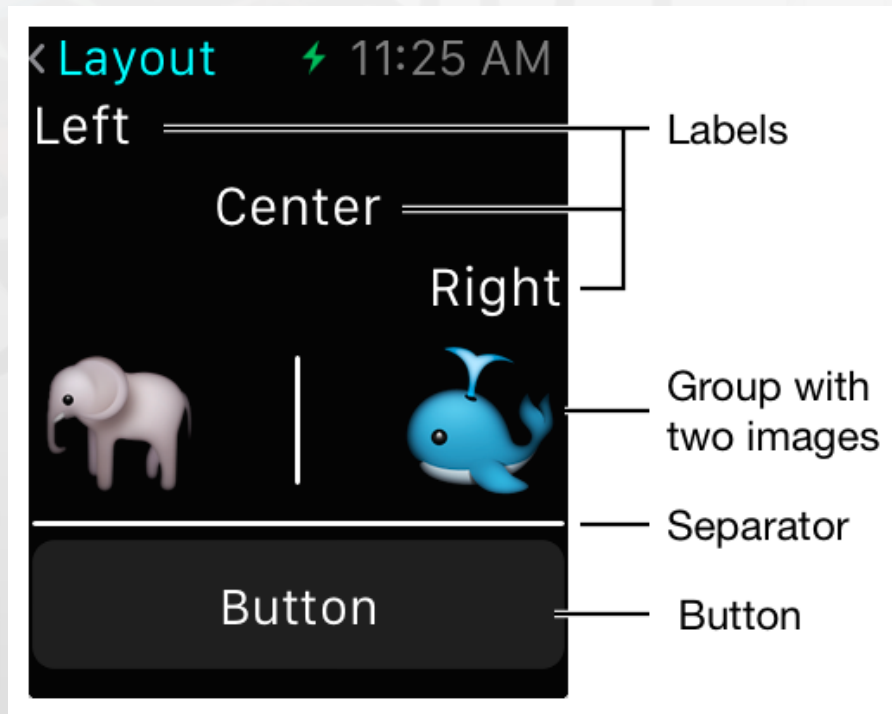 < Layout 11:25 AM
Left
Labels
Center
Right
Group with
two images
Separator
Button
Button